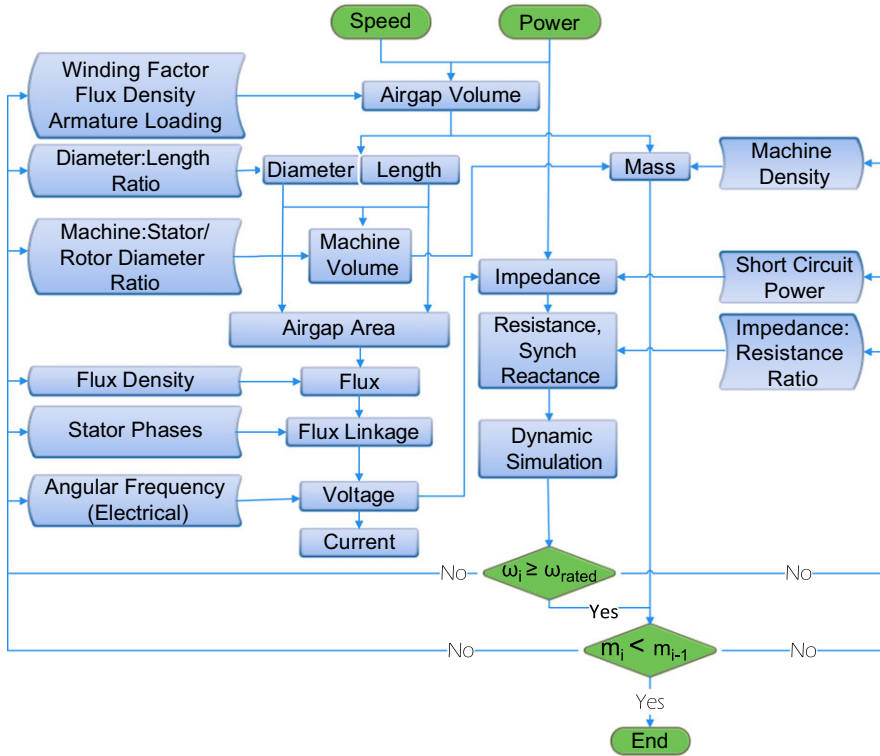 Speed
Power
Winding Factor
Flux Density
Armature Loading
Airgap Volume
Diameter:Length
Ratio
Diameter
Length
Mass
Machine
Density
Machine:Stator/
Rotor Diameter
Ratio
Machine
Volume
Impedance
Short Circuit
Power
Airgap Area
Resistance,
Synch
Reactance
Impedance:
Resistance
Ratio
Flux Density
Flux
Stator Phases
Flux Linkage
Dynamic
Simulation
Angular Frequency
(Electrical)
Voltage
Current
No
ωi ≥ ωrated
No
Yes
No
mi < mi-1
No
Yes
End